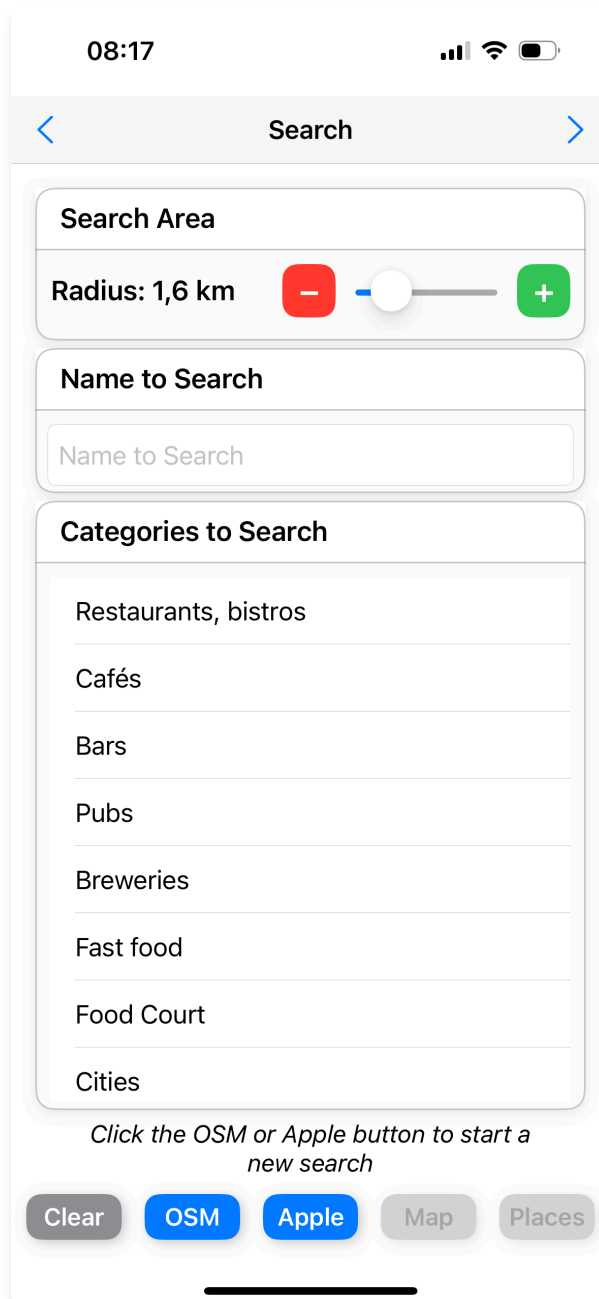 08:17
Search
Search Area
Radius: 1,6 km
Name to Search
Name to Search
Categories to Search
Restaurants, bistros
Cafés
Bars
Pubs
Breweries
Fast food
Food Court
Cities
Click the OSM or Apple button to start a
new search
Clear OSM Apple Map Places